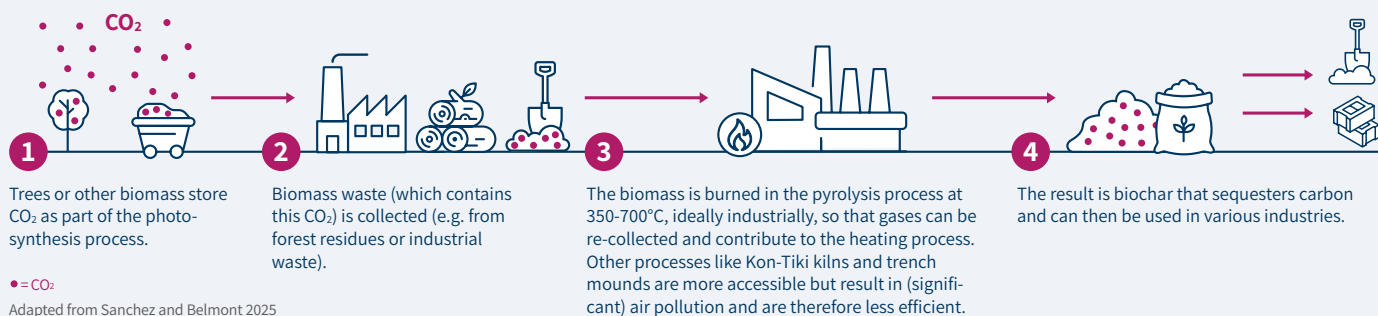 CO₂
1
Trees or other biomass store
CO₂ as part of the photo-
synthesis process.
• = CO₂
Adapted from Sanchez and Belmont 2025
2
Biomass waste (which contains
this CO₂) is collected (e.g. from
forest residues or industrial
waste).
3
The biomass is burned in the pyrolysis process at
350-700°C, ideally industrially, so that gases can be
re-collected and contribute to the heating process.
Other processes like Kon-Tiki kilns and trench
mounds are more accessible but result in (signifi-
cant) air pollution and are therefore less efficient.
4
The result is biochar that sequesters carbon
and can then be used in various industries.